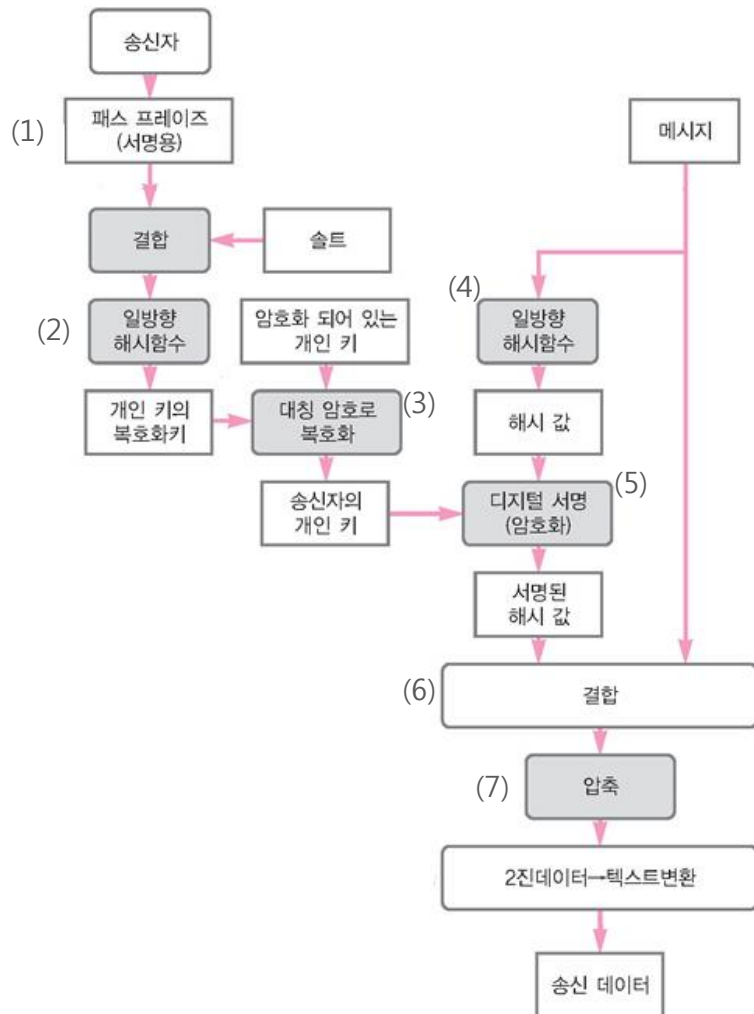 송신자
(1)
패스 프레이즈
(서명용)
메시지
결합
솔트
(2)
일방향
해시함수
암호화 되어 있는
개인 키
(4)
일방향
해시함수
개인 키의
복호화키
대칭 암호로
복호화
(3)
해시 값
송신자의
개인 키
디지털 서명
(암호화)
(5)
서명된
해시 값
(6)
결합
(7)
압축
2진데이터→텍스트변환
송신 데이터